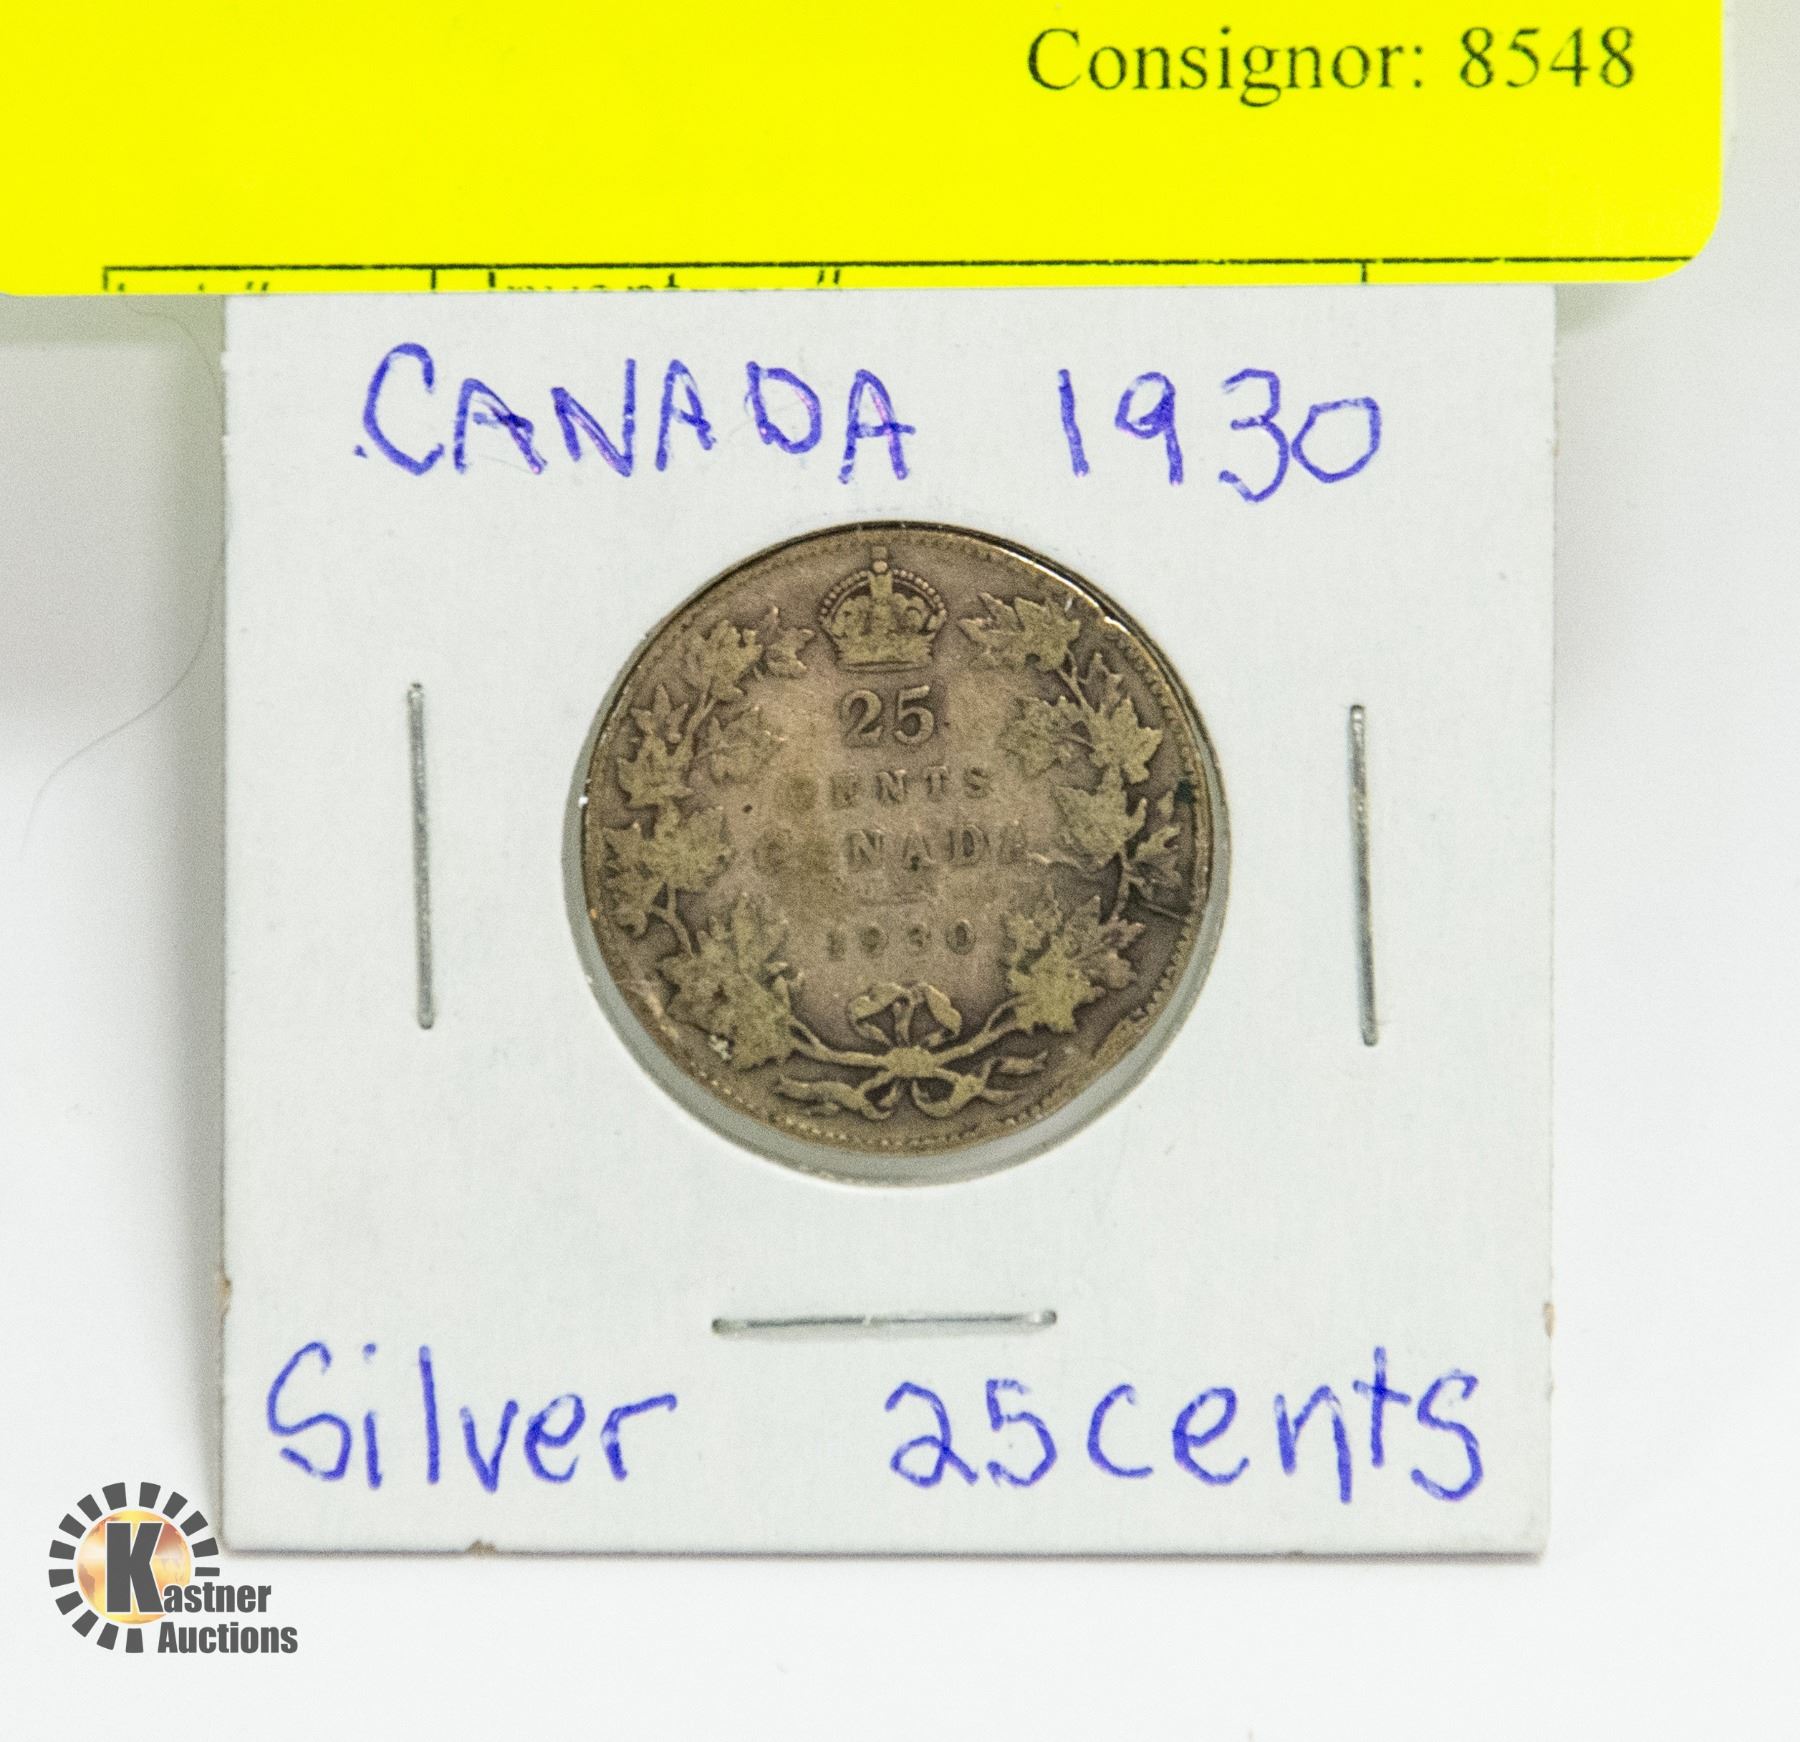 Consignor: 8548
CANADA 1930
25
CENTS
CANADA
1930
Silver 25cents
Kastner
Auctions